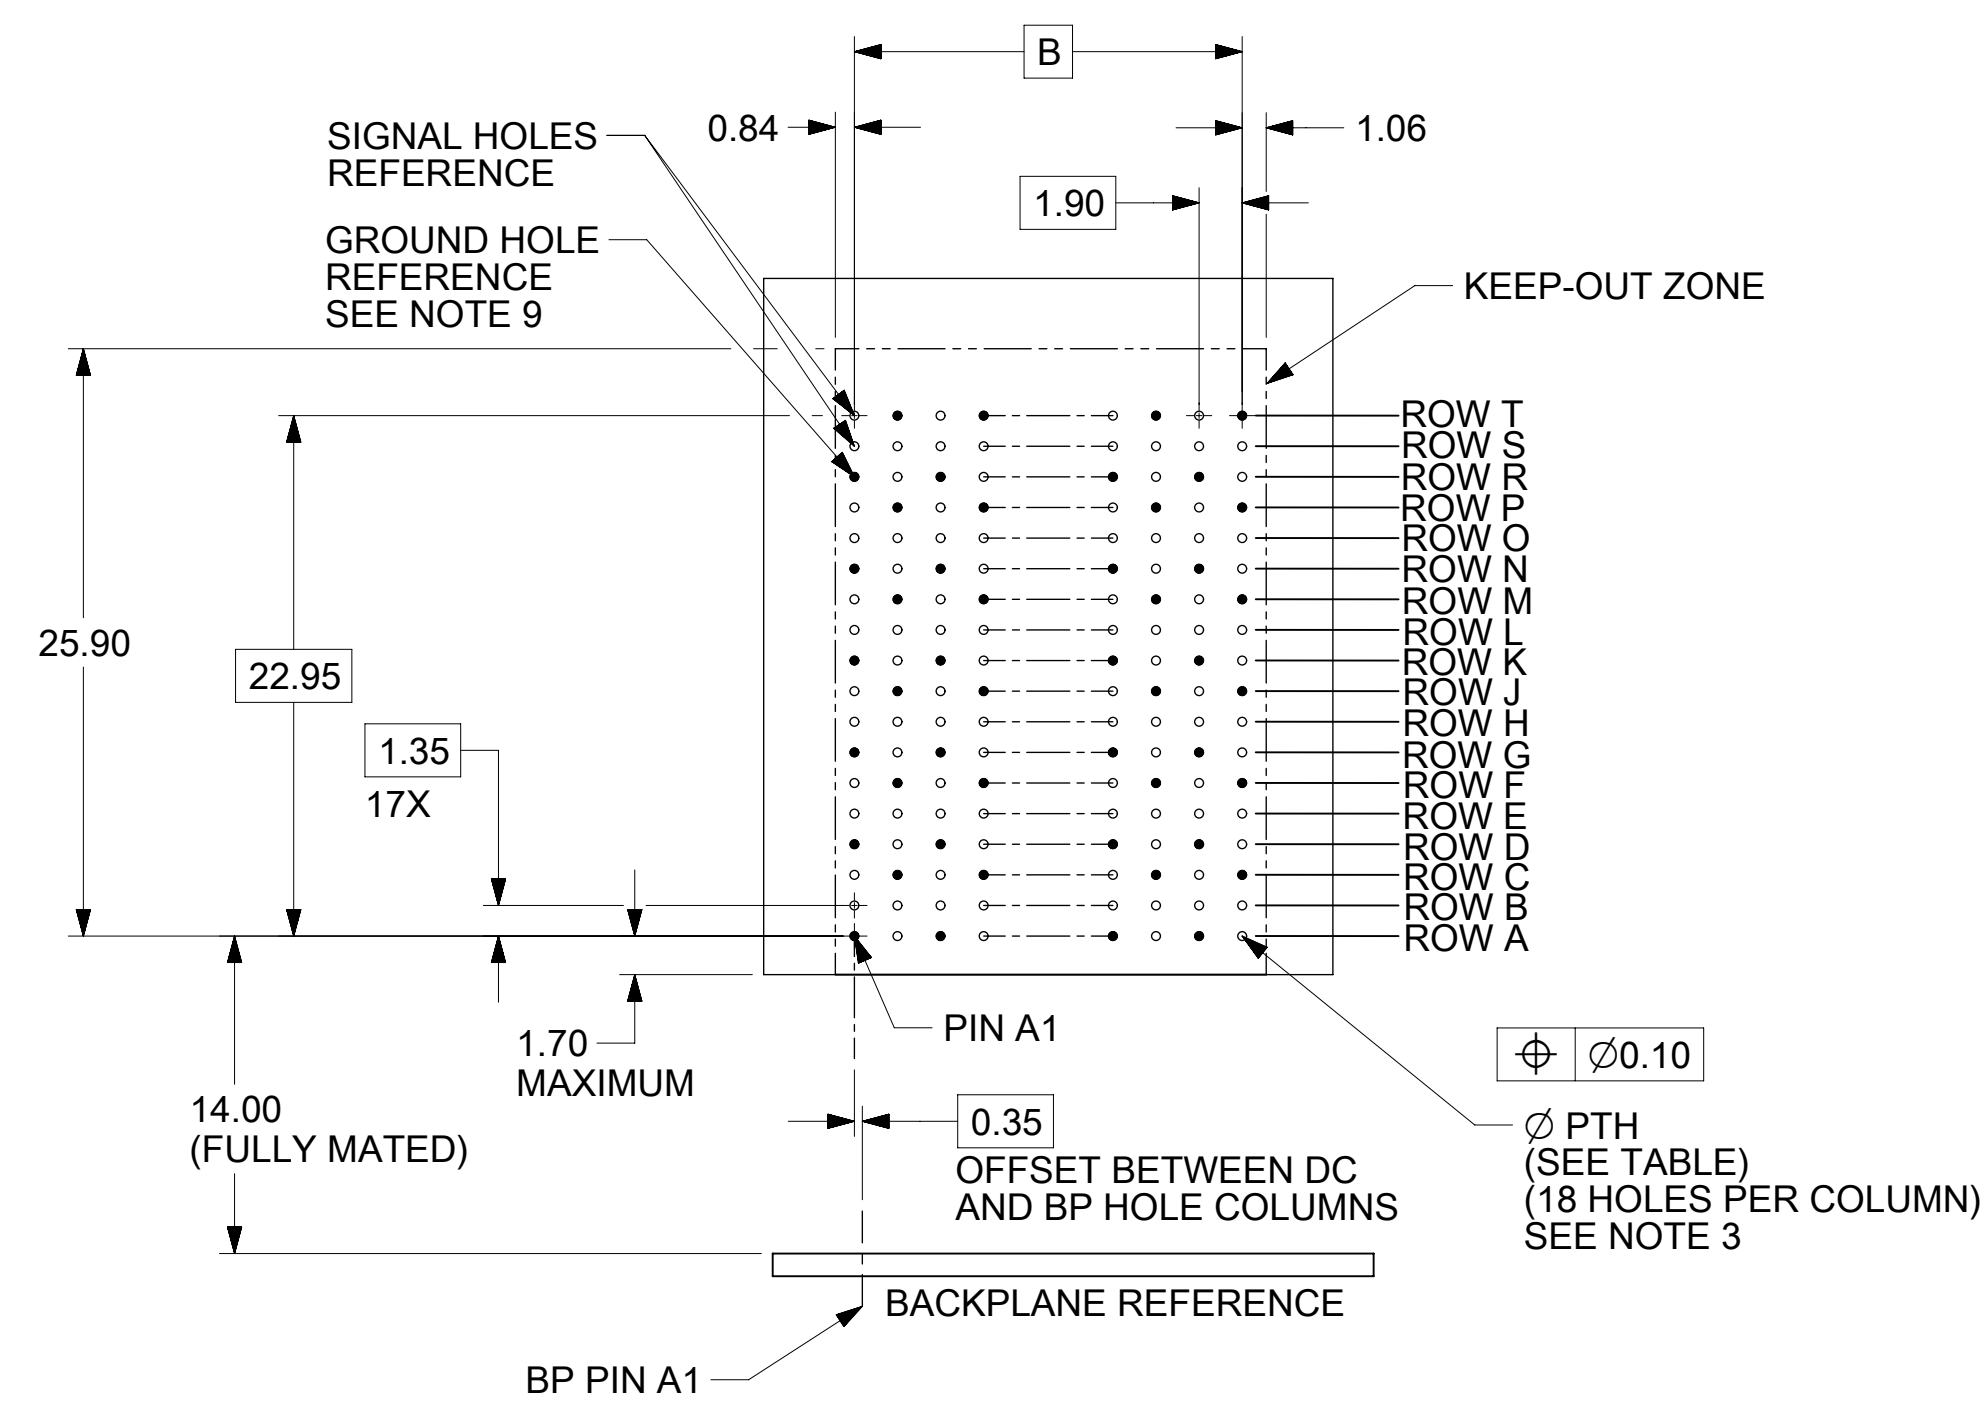 B
0.84
1.06
SIGNAL HOLES
REFERENCE
1.90
GROUND HOLE
REFERENCE
SEE NOTE 9
KEEP-OUT ZONE
ROW T
ROW S
ROW R
ROW P
ROW O
ROW N
ROW M
ROW L
ROW K
ROW J
ROW H
ROW G
ROW F
ROW E
ROW D
ROW C
ROW B
ROW A
25.90
22.95
1.35
17X
PIN A1
1.70
MAXIMUM
⌖ ∅0.10
14.00
(FULLY MATED)
0.35
OFFSET BETWEEN DC
AND BP HOLE COLUMNS
∅ PTH
(SEE TABLE)
(18 HOLES PER COLUMN)
SEE NOTE 3
BACKPLANE REFERENCE
BP PIN A1